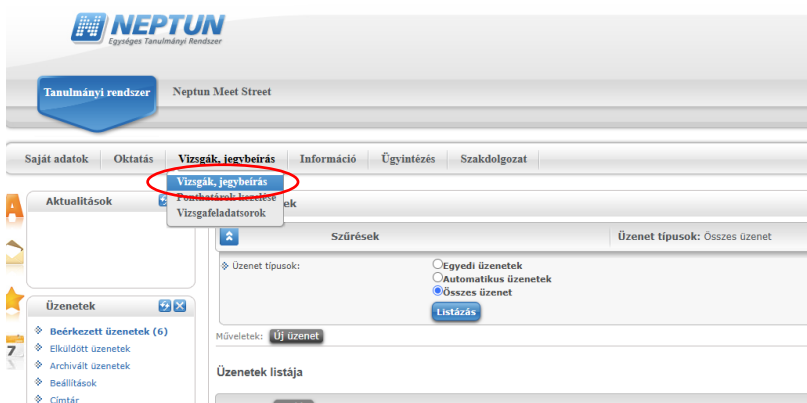 NEPTUN
Egységes Tanulmányi Rendszer
Tanulmányi rendszer Neptun Meet Street
Saját adatok Oktatás Vizsgák, jegybeírás Információ Ügyintézés Szakdolgozat
Vizsgák, jegybeírás
Ponthatárok kezelése
Vizsgafeladatsorok
Aktualitások
Szűrések Üzenet típusok: Összes üzenet
Üzenet típusok: Egyedi üzenetek
Automatikus üzenetek
Összes üzenet
Listázás
Műveletek: Új üzenet
Üzenetek listája
Üzenetek
Beérkezett üzenetek (6)
Elküldött üzenetek
Archivált üzenetek
Beállítások
Címtár
7